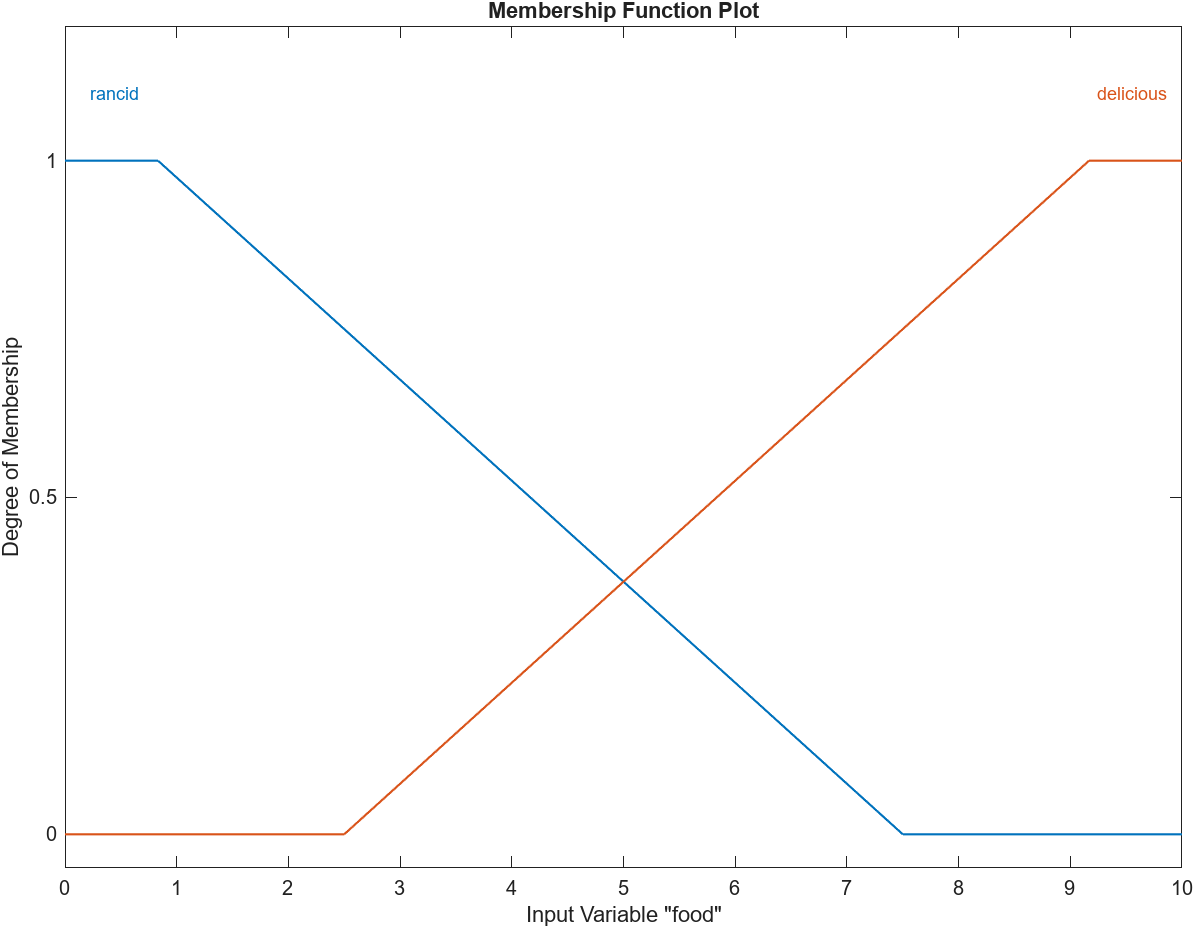 Membership Function Plot
rancid
delicious
1
0.5
0
Degree of Membership
0 1 2 3 4 5 6 7 8 9 10
Input Variable "food"